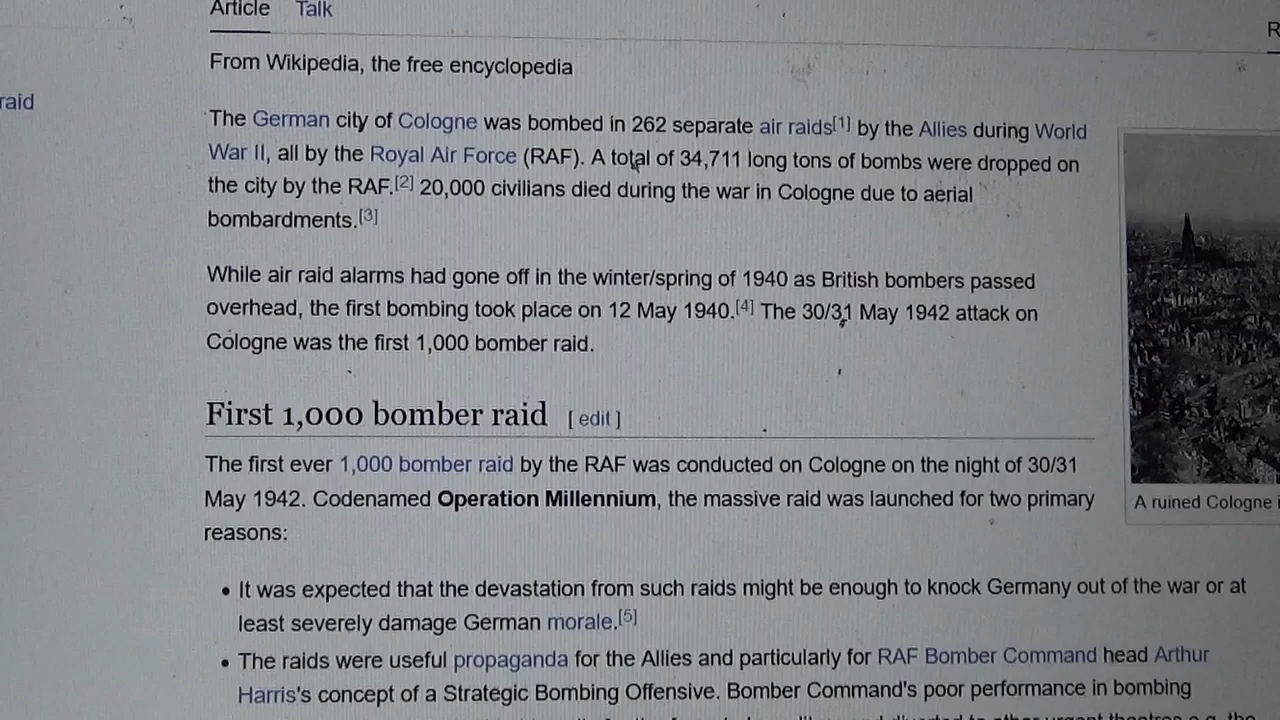 Article Talk
R
From Wikipedia, the free encyclopedia
raid
The German city of Cologne was bombed in 262 separate air raids[1] by the Allies during World
War II, all by the Royal Air Force (RAF). A total of 34,711 long tons of bombs were dropped on
the city by the RAF.[2] 20,000 civilians died during the war in Cologne due to aerial
bombardments.[3]
While air raid alarms had gone off in the winter/spring of 1940 as British bombers passed
overhead, the first bombing took place on 12 May 1940.[4] The 30/31 May 1942 attack on
Cologne was the first 1,000 bomber raid.
A ruined Cologne
First 1,000 bomber raid [ edit ]
The first ever 1,000 bomber raid by the RAF was conducted on Cologne on the night of 30/31
May 1942. Codenamed Operation Millennium, the massive raid was launched for two primary
reasons:
• It was expected that the devastation from such raids might be enough to knock Germany out of the war or at
least severely damage German morale.[5]
• The raids were useful propaganda for the Allies and particularly for RAF Bomber Command head Arthur
Harris's concept of a Strategic Bombing Offensive. Bomber Command's poor performance in bombing